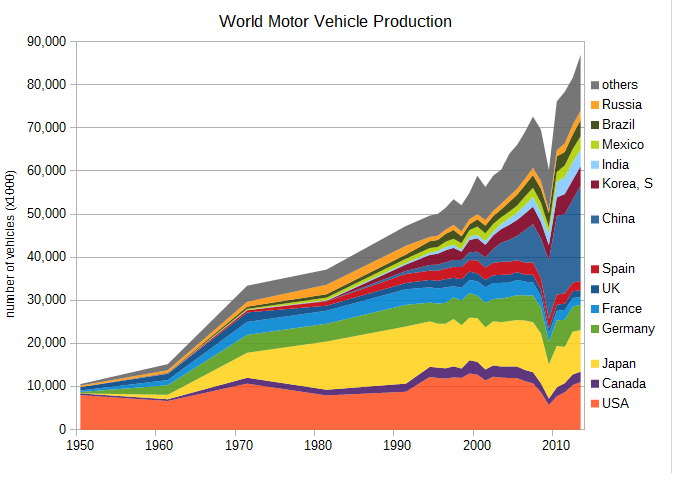 World Motor Vehicle Production
number of vehicles (x1000)
90,000
80,000
70,000
60,000
50,000
40,000
30,000
20,000
10,000
0
1950 1960 1970 1980 1990 2000 2010
others
Russia
Brazil
Mexico
India
Korea, S
China
Spain
UK
France
Germany
Japan
Canada
USA